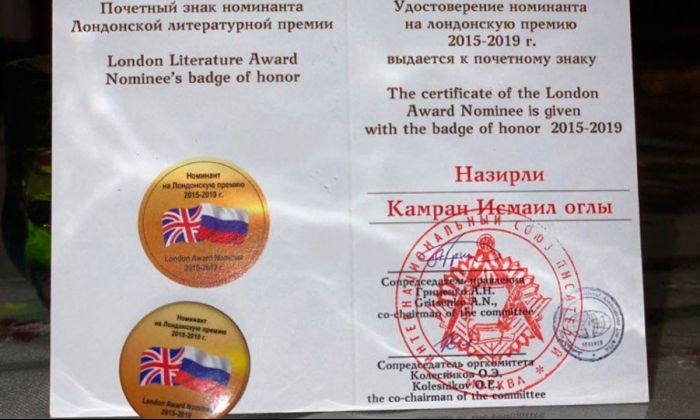 Почетный знак номинанта
Лондонской литературной премии
London Literature Award
Nominee's badge of honor
Номинант
на Лондонскую премию
2015-2019 г.
London Award Nominee
2015-2019 г.
Номинант
на Лондонскую премию
2015-2019 г.
London Award Nominee
2015-2019 г.
Удостоверение номинанта
на лондонскую премию
2015-2019 г.
выдается к почетному знаку
The certificate of the London
Award Nominee is given
with the badge of honor 2015-2019
Назирли
Камран Исмаил оглы
Сопредседатель правления
Гриценко А.Н.
Gritsenko A.N.,
co-chairman of the committee
Сопредседатель оргкомитета
Колесников О.Э.
Kolesnikov O.E.,
the co-chairman of the committee
ИНТЕРНАЦИОНАЛЬНЫЙ СОЮЗ ПИСАТЕЛЕЙ
МОСКВА